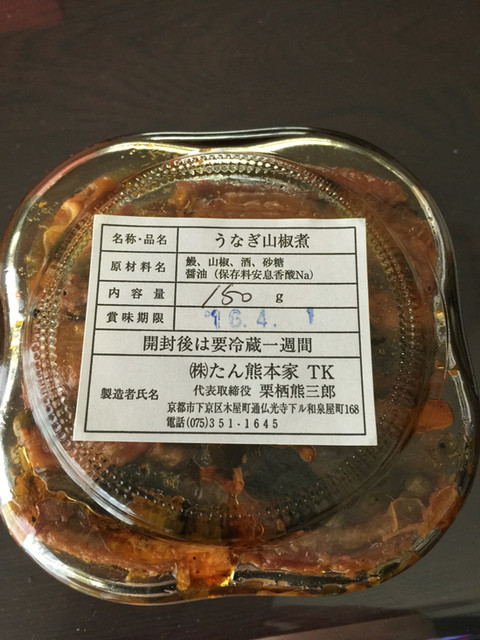 名称・品名 うなぎ山椒煮
原材料名 鰻、山椒、酒、砂糖
醤油（保存料安息香酸Na）
内容量 150 g
賞味期限 16.4.1
開封後は要冷蔵一週間
㈱たん熊本家 TK
製造者氏名 代表取締役 栗栖熊三郎
京都市下京区木屋町通仏光寺下ル和泉屋町168
電話(075)351-1645